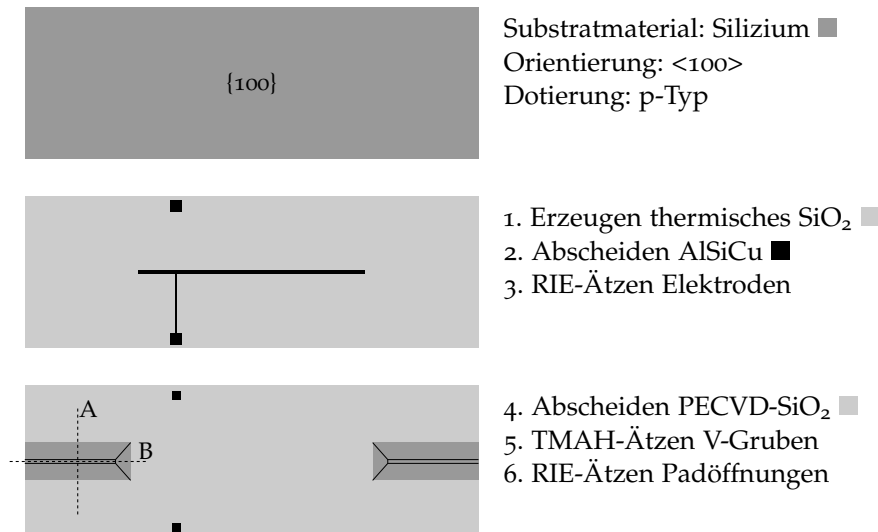 {100}
Substratmaterial: Silizium
Orientierung: <100>
Dotierung: p-Typ
1. Erzeugen thermisches SiO₂
2. Abscheiden AlSiCu
3. RIE-Ätzen Elektroden
A
B
4. Abscheiden PECVD-SiO₂
5. TMAH-Ätzen V-Gruben
6. RIE-Ätzen Padöffnungen